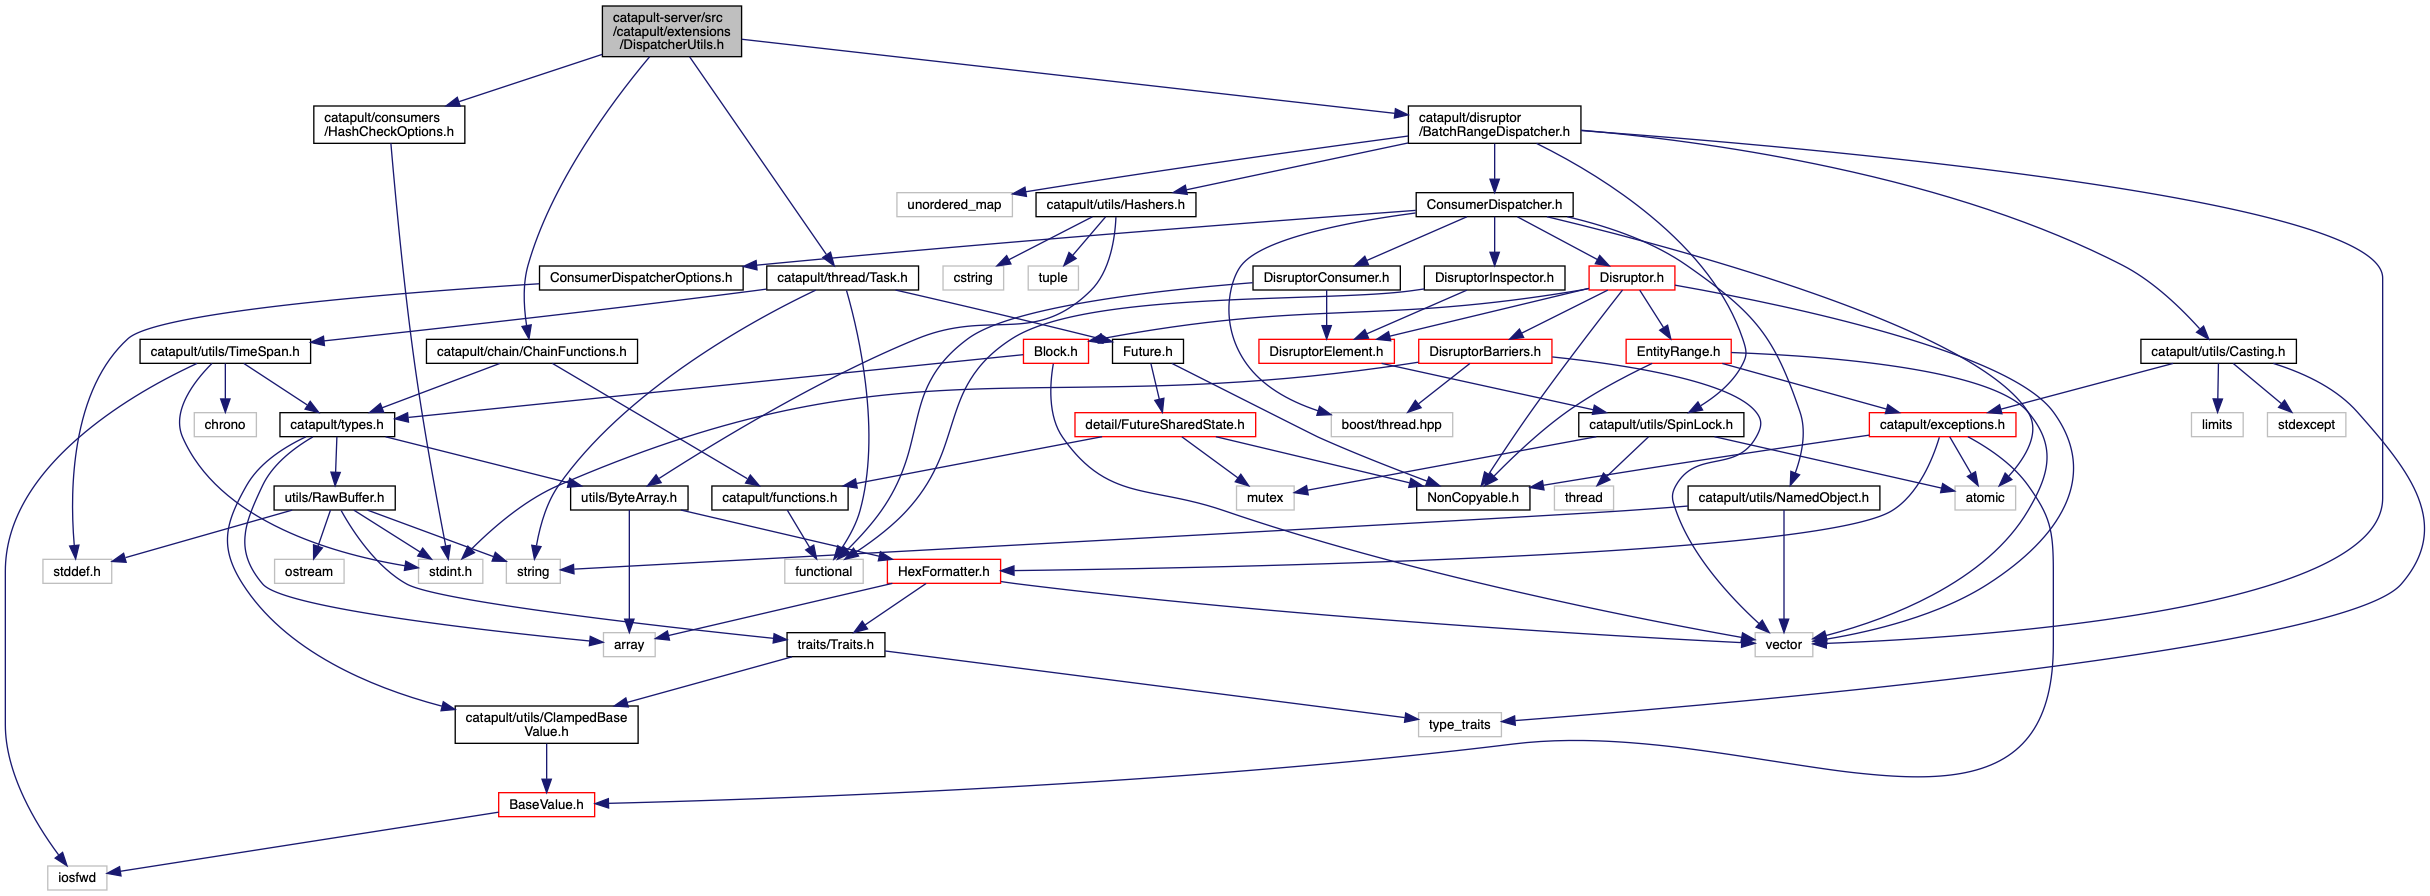 catapult-server/src
/catapult/extensions
/DispatcherUtils.h
catapult/consumers
/HashCheckOptions.h
catapult/disruptor
/BatchRangeDispatcher.h
unordered_map
catapult/utils/Hashers.h
ConsumerDispatcher.h
ConsumerDispatcherOptions.h
catapult/thread/Task.h
cstring
tuple
DisruptorConsumer.h
DisruptorInspector.h
Disruptor.h
catapult/utils/TimeSpan.h
catapult/chain/ChainFunctions.h
Block.h
Future.h
DisruptorElement.h
DisruptorBarriers.h
EntityRange.h
catapult/utils/Casting.h
chrono
catapult/types.h
detail/FutureSharedState.h
boost/thread.hpp
catapult/utils/SpinLock.h
catapult/exceptions.h
limits
stdexcept
utils/RawBuffer.h
utils/ByteArray.h
catapult/functions.h
mutex
NonCopyable.h
thread
catapult/utils/NamedObject.h
atomic
stddef.h
ostream
stdint.h
string
functional
HexFormatter.h
array
traits/Traits.h
vector
catapult/utils/ClampedBase
Value.h
type_traits
BaseValue.h
iosfwd